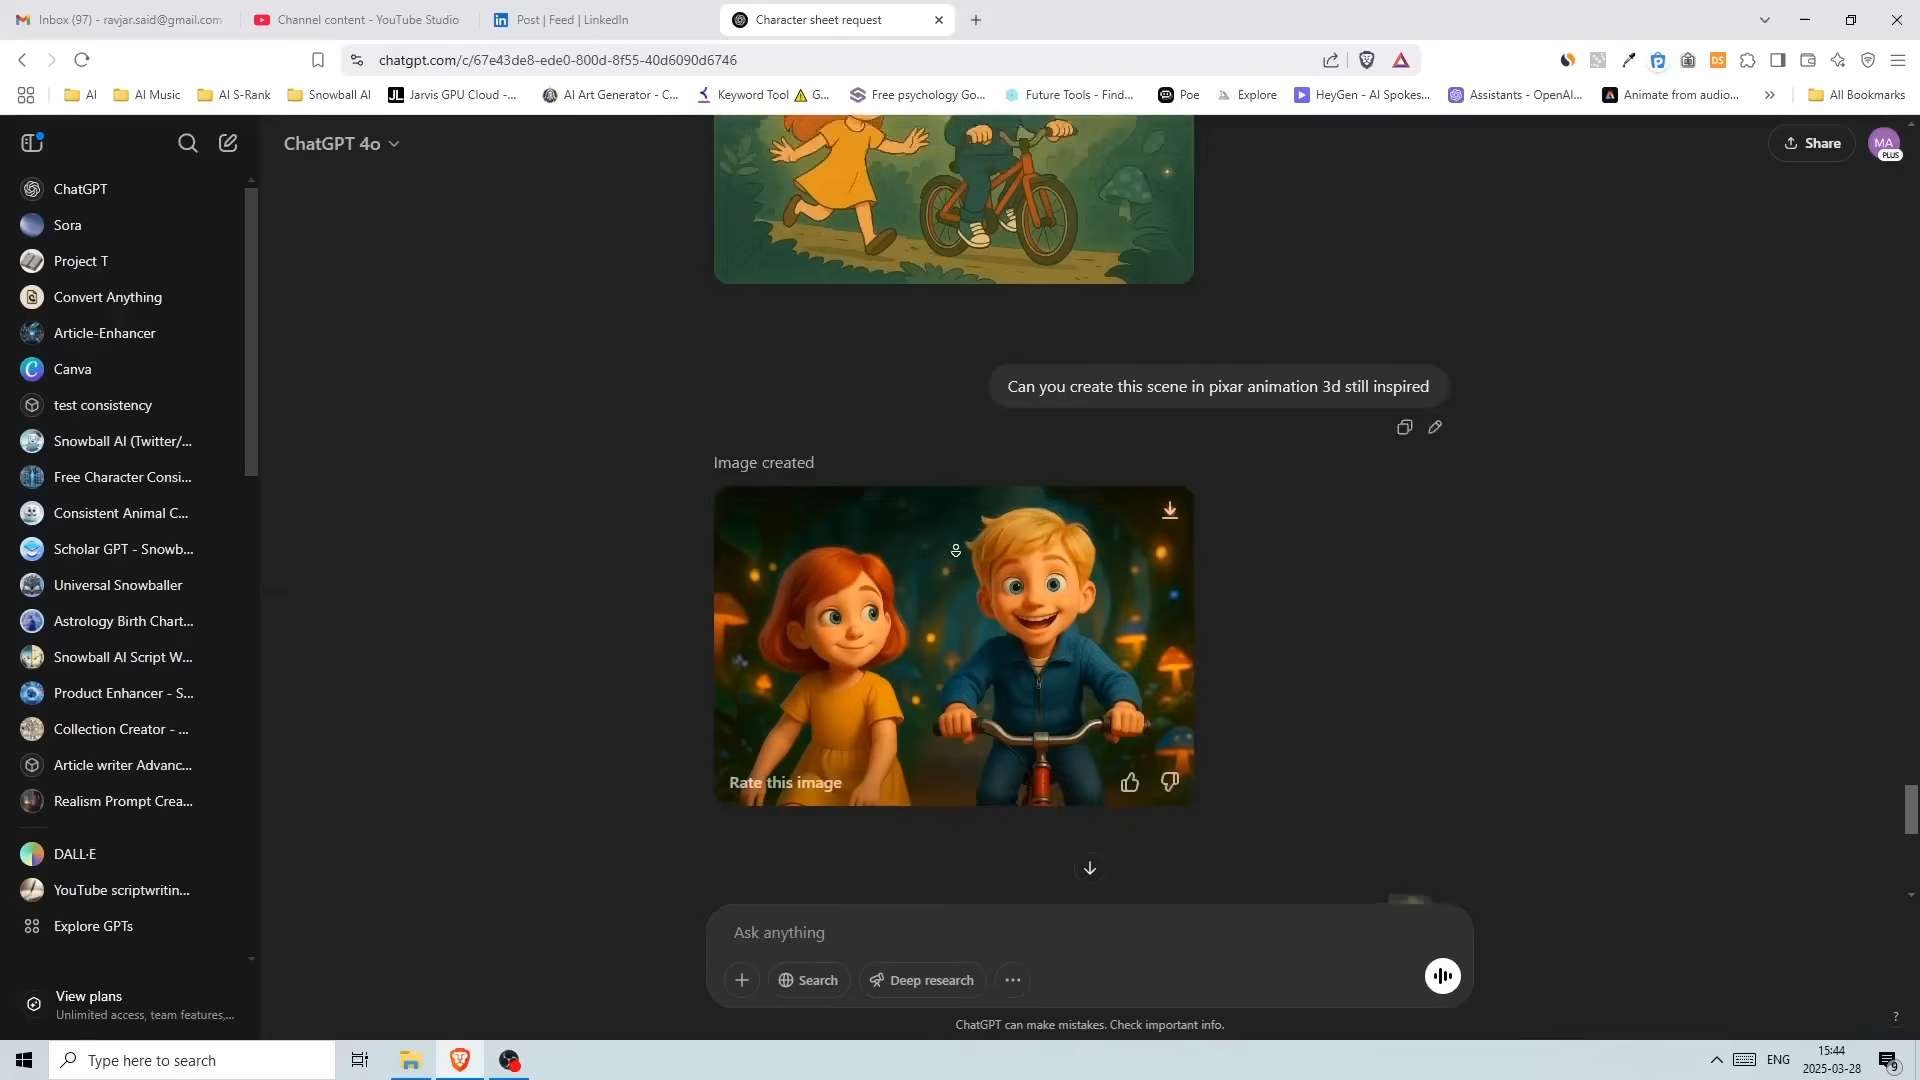 Inbox (97) - ravjar.said@gmail.com
Channel content - YouTube Studio
Post | Feed | LinkedIn
Character sheet request
chatgpt.com/c/67e43de8-ede0-800d-8f55-40d6090d6746
AI
AI Music
AI S-Rank
Snowball AI
Jarvis GPU Cloud -...
AI Art Generator - C...
Keyword Tool ⚠ G...
Free psychology Go...
Future Tools - Find...
Poe
Explore
HeyGen - AI Spokes...
Assistants - OpenAI...
Animate from audio...
All Bookmarks
ChatGPT 4o
Share
MA
PLUS
ChatGPT
Sora
Project T
Convert Anything
Article-Enhancer
Canva
test consistency
Snowball AI (Twitter/...
Free Character Consi...
Consistent Animal C...
Scholar GPT - Snowb...
Universal Snowballer
Astrology Birth Chart...
Snowball AI Script W...
Product Enhancer - S...
Collection Creator - ...
Article writer Advanc...
Realism Prompt Crea...
DALL·E
YouTube scriptwritin...
Explore GPTs
View plans
Unlimited access, team features,...
Can you create this scene in pixar animation 3d still inspired
Image created
Rate this image
Ask anything
Search
Deep research
ChatGPT can make mistakes. Check important info.
?
Type here to search
ENG
15:44
2025-03-28
9